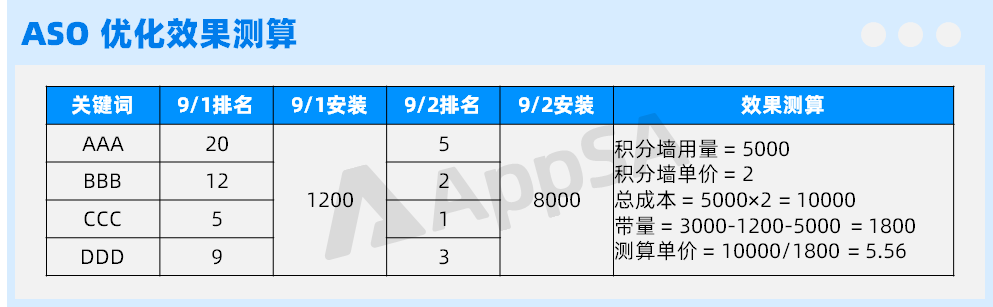 ASO 优化效果测算
关键词 9/1排名 9/1安装 9/2排名 9/2安装 效果测算
AAA 20 5
BBB 12 2
1200 8000
CCC 5 1
DDD 9 3
积分墙用量 = 5000
积分墙单价 = 2
总成本 = 5000×2 = 10000
带量 = 3000-1200-5000 = 1800
测算单价 = 10000/1800 = 5.56
AppSA